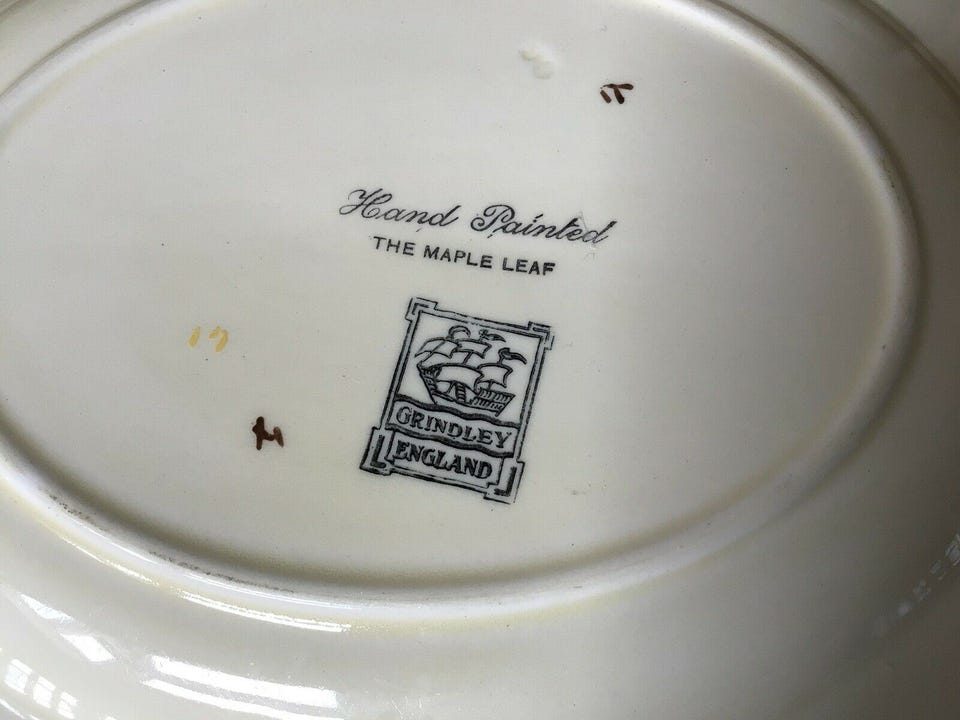 Hand Painted
THE MAPLE LEAF
GRINDLEY
ENGLAND